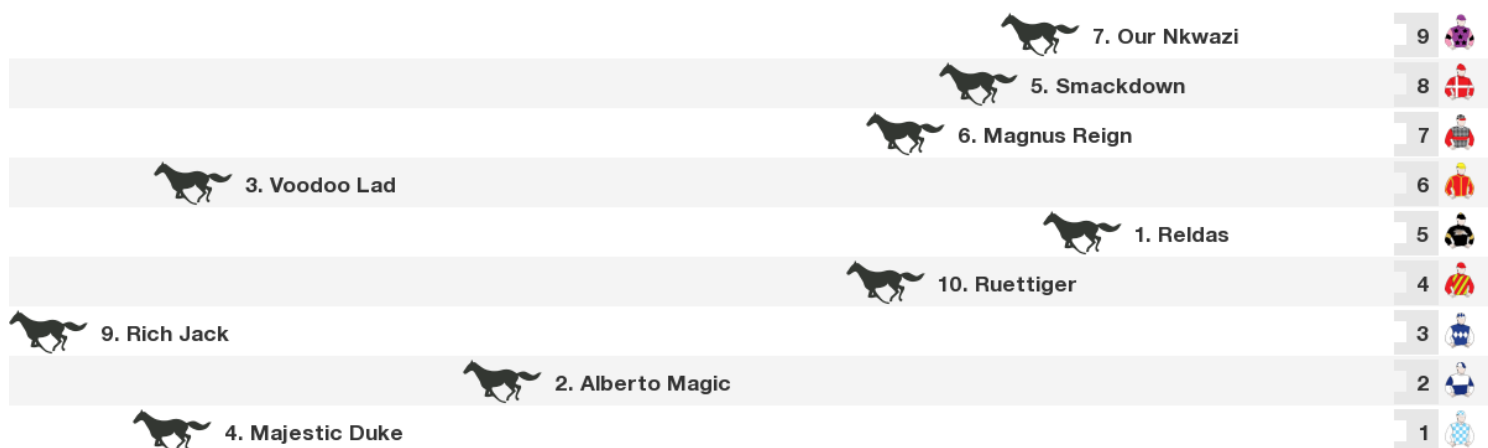 7. Our Nkwazi 9
5. Smackdown 8
6. Magnus Reign 7
3. Voodoo Lad 6
1. Reldas 5
10. Ruettiger 4
9. Rich Jack 3
2. Alberto Magic 2
4. Majestic Duke 1